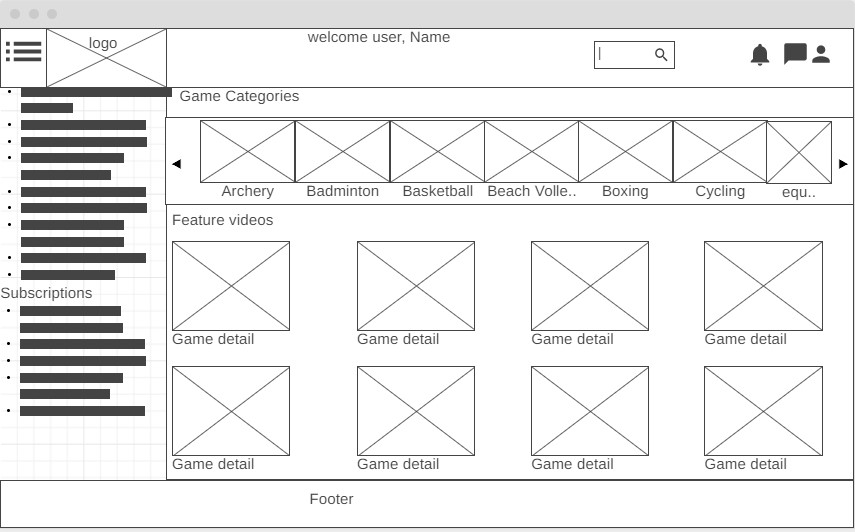 logo
welcome user, Name
Game Categories
Archery
Badminton
Basketball
Beach Volle..
Boxing
Cycling
equ..
Feature videos
Game detail
Game detail
Game detail
Game detail
Game detail
Game detail
Game detail
Game detail
Subscriptions
Footer